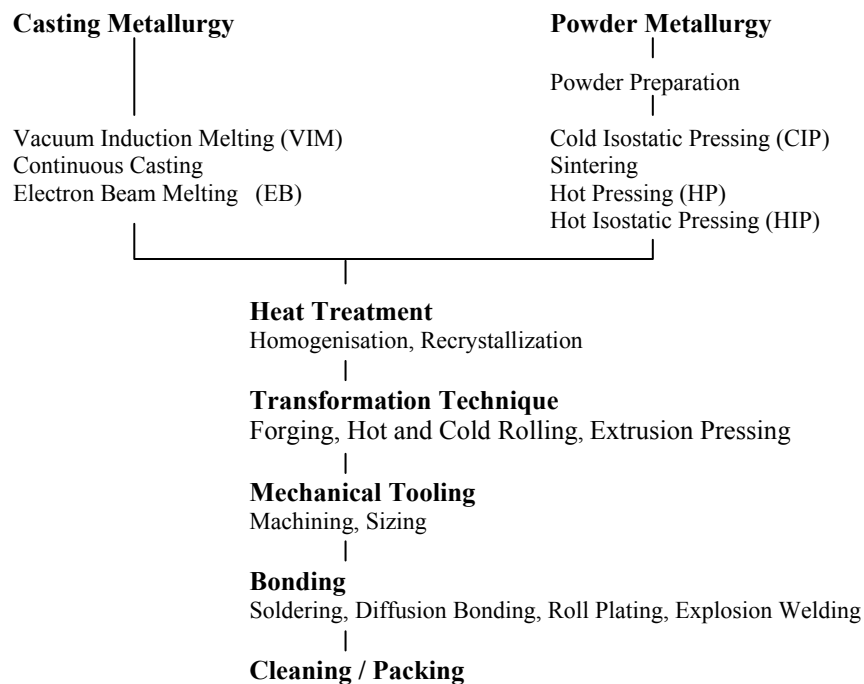 Casting Metallurgy
Vacuum Induction Melting (VIM)
Continuous Casting
Electron Beam Melting (EB)
Powder Metallurgy
Powder Preparation
Cold Isostatic Pressing (CIP)
Sintering
Hot Pressing (HP)
Hot Isostatic Pressing (HIP)
Heat Treatment
Homogenisation, Recrystallization
Transformation Technique
Forging, Hot and Cold Rolling, Extrusion Pressing
Mechanical Tooling
Machining, Sizing
Bonding
Soldering, Diffusion Bonding, Roll Plating, Explosion Welding
Cleaning / Packing